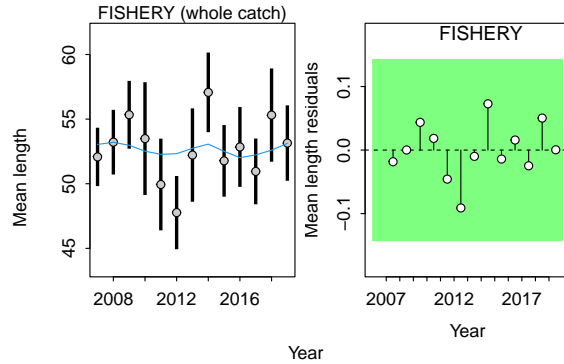 FISHERY (whole catch)
Mean length
60
55
50
45
2008
2012
2016
FISHERY
Mean length residuals
0.1
0.0
−0.1
2007
2012
2017
Year
Year